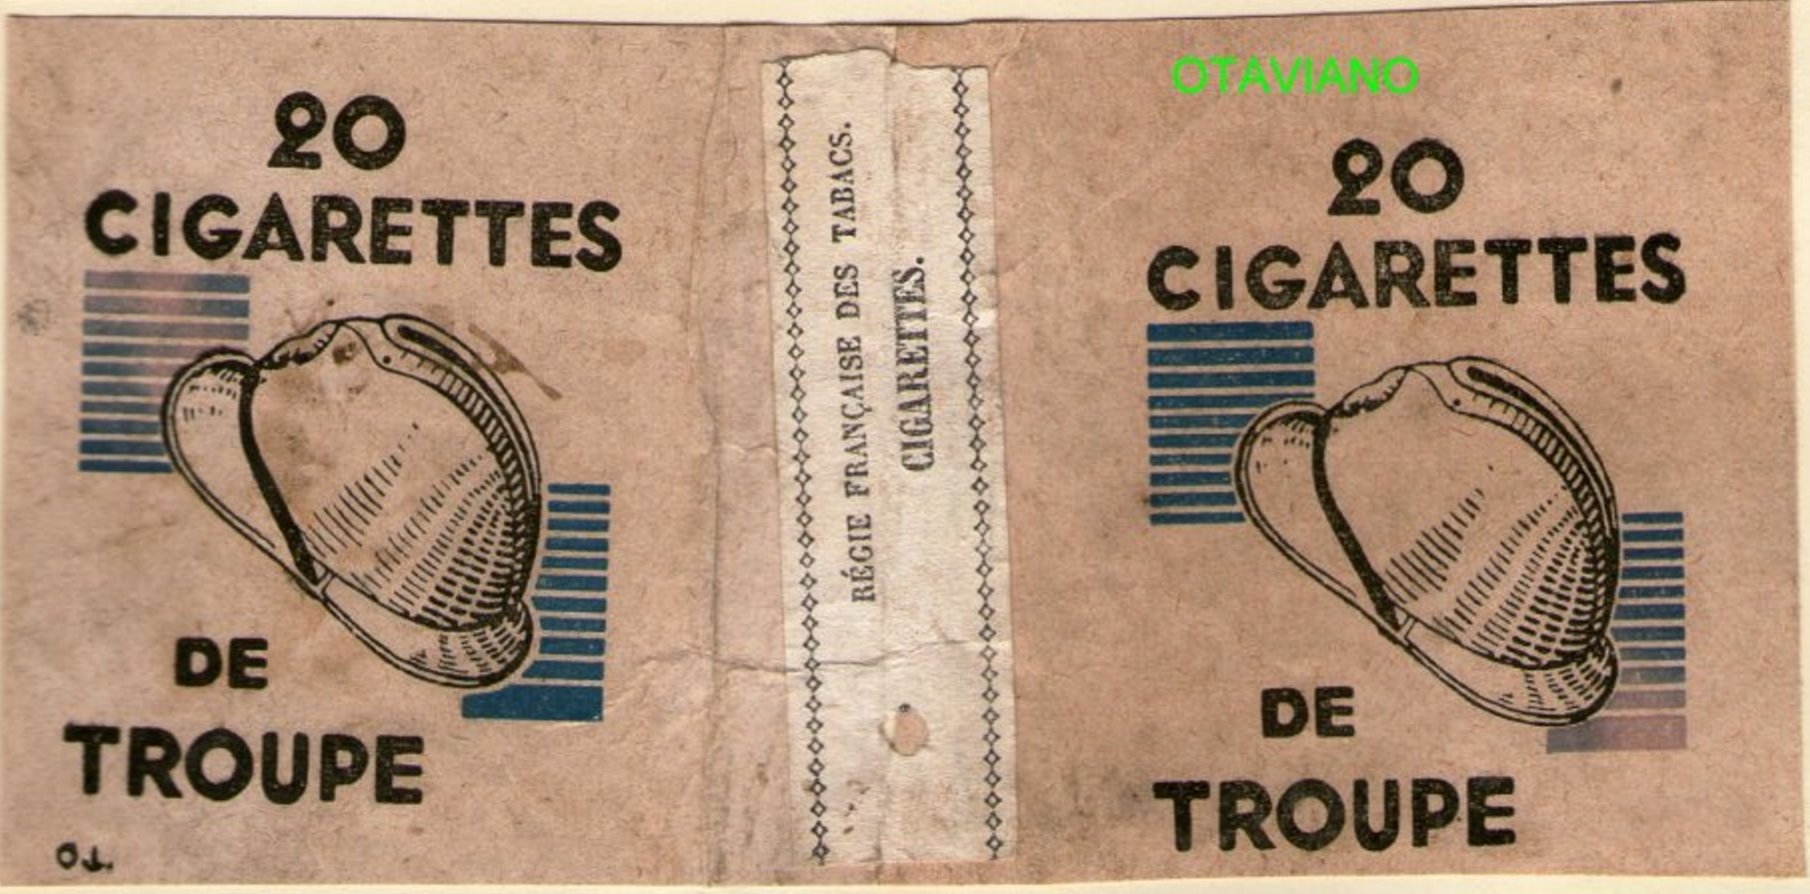 20
CIGARETTES
DE
TROUPE
RÉGIE FRANÇAISE DES TABACS.
CIGARETTES.
OTAVIANO
20
CIGARETTES
DE
TROUPE